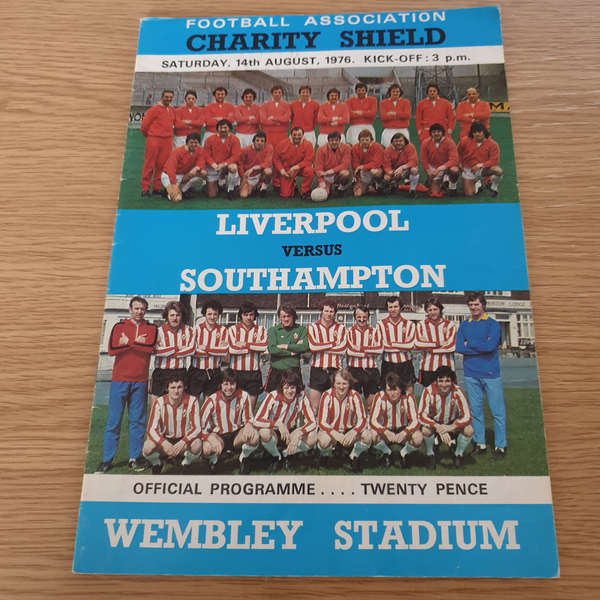 FOOTBALL ASSOCIATION
CHARITY SHIELD
SATURDAY, 14th AUGUST, 1976. KICK-OFF: 3 p.m.
LIVERPOOL
VERSUS
SOUTHAMPTON
OFFICIAL PROGRAMME .... TWENTY PENCE
WEMBLEY STADIUM